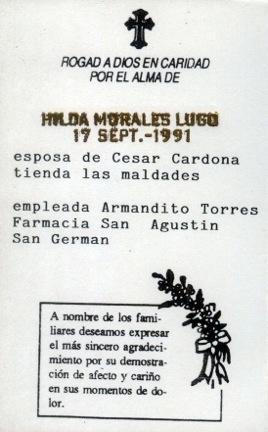 ROGAD A DIOS EN CARIDAD
POR EL ALMA DE
HILDA MORALES LUGO
17 SEPT.-1991
esposa de Cesar Cardona
tienda las maldades
empleada Armandito Torres
Farmacia San Agustin
San German
A nombre de los fami-
liares deseamos expresar
el más sincero agradeci-
miento por su demostra-
ción de afecto y cariño
en sus momentos de do-
lor.